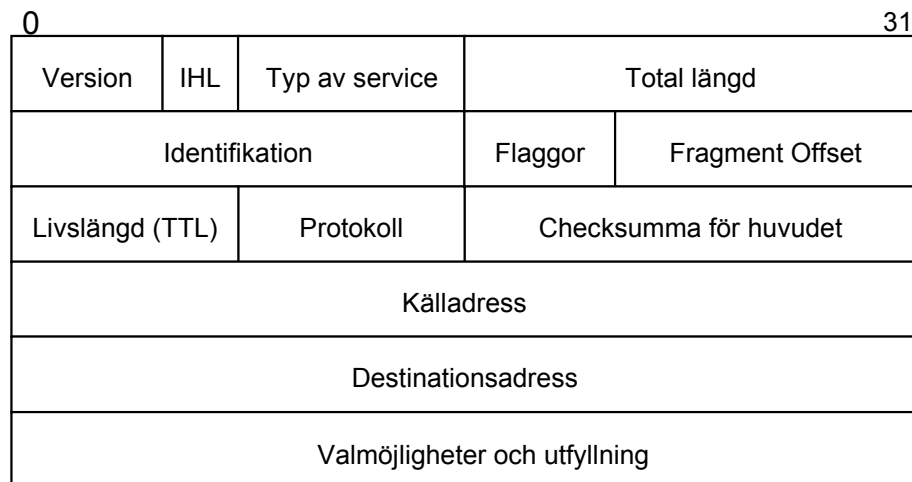 0 31
Version IHL Typ av service Total längd
Identifikation Flaggor Fragment Offset
Livslängd (TTL) Protokoll Checksumma för huvudet
Källadress
Destinationsadress
Valmöjligheter och utfyllning